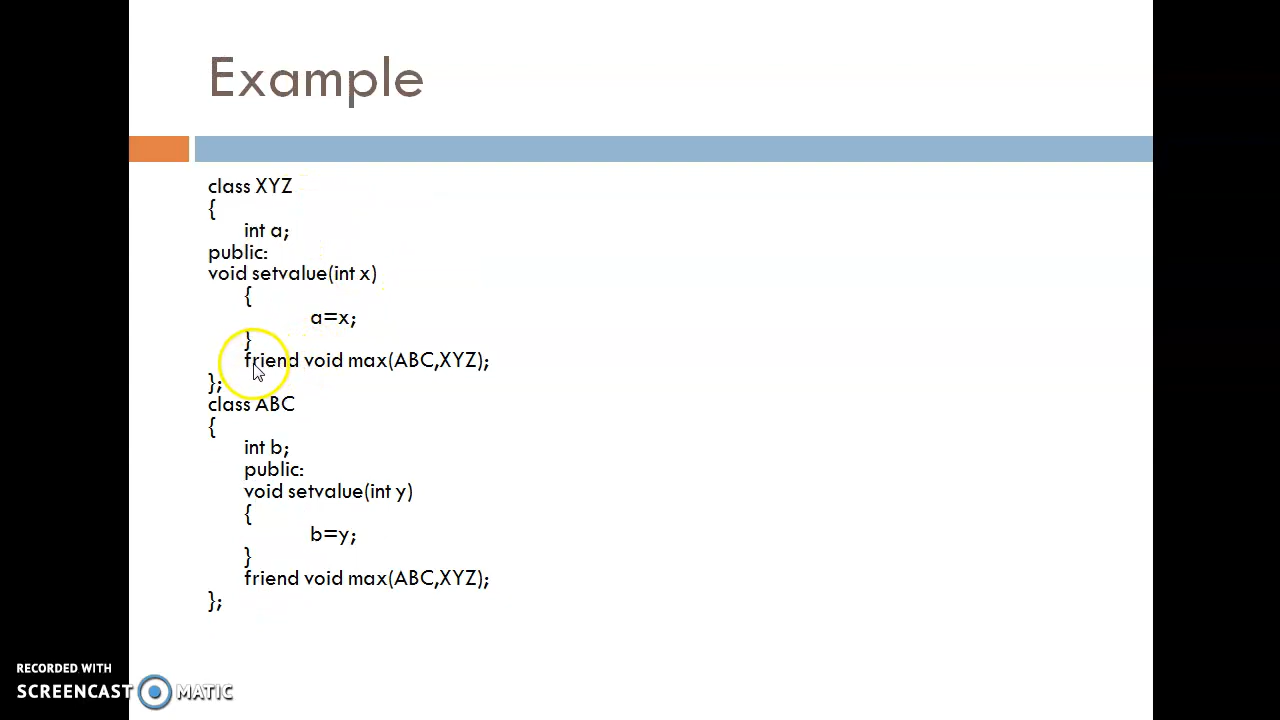 Example
class XYZ
{
int a;
public:
void setvalue(int x)
{
a=x;
}
friend void max(ABC,XYZ);
};
class ABC
{
int b;
public:
void setvalue(int y)
{
b=y;
}
friend void max(ABC,XYZ);
};
RECORDED WITH
SCREENCAST MATIC